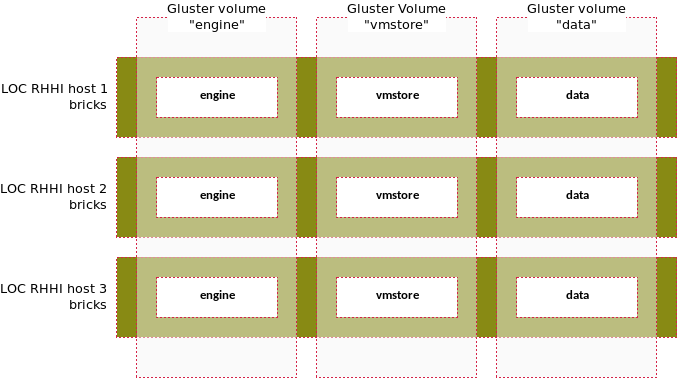 Gluster volume
"engine"
Gluster Volume
"vmstore"
Gluster volume
"data"
LOC RHHI host 1
bricks
engine
vmstore
data
LOC RHHI host 2
bricks
engine
vmstore
data
LOC RHHI host 3
bricks
engine
vmstore
data